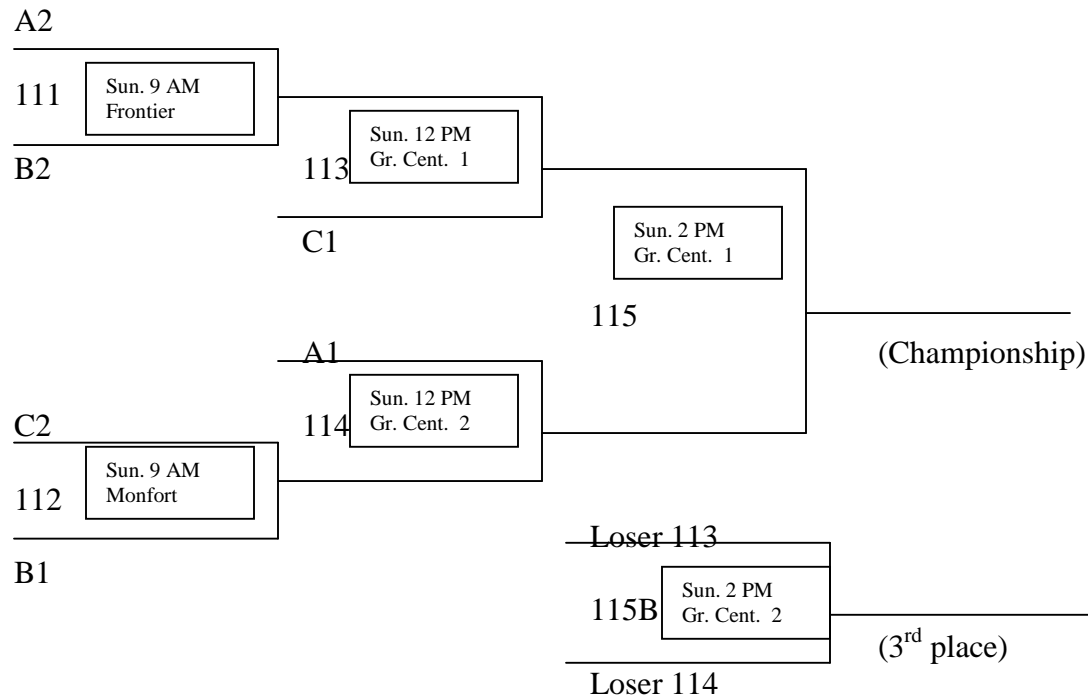 A2
111
Sun. 9 AM
Frontier
B2
113
Sun. 12 PM
Gr. Cent. 1
C1
Sun. 2 PM
Gr. Cent. 1
115
(Championship)
A1
114
Sun. 12 PM
Gr. Cent. 2
C2
112
Sun. 9 AM
Monfort
B1
Loser 113
115B
Sun. 2 PM
Gr. Cent. 2
(3rd place)
Loser 114